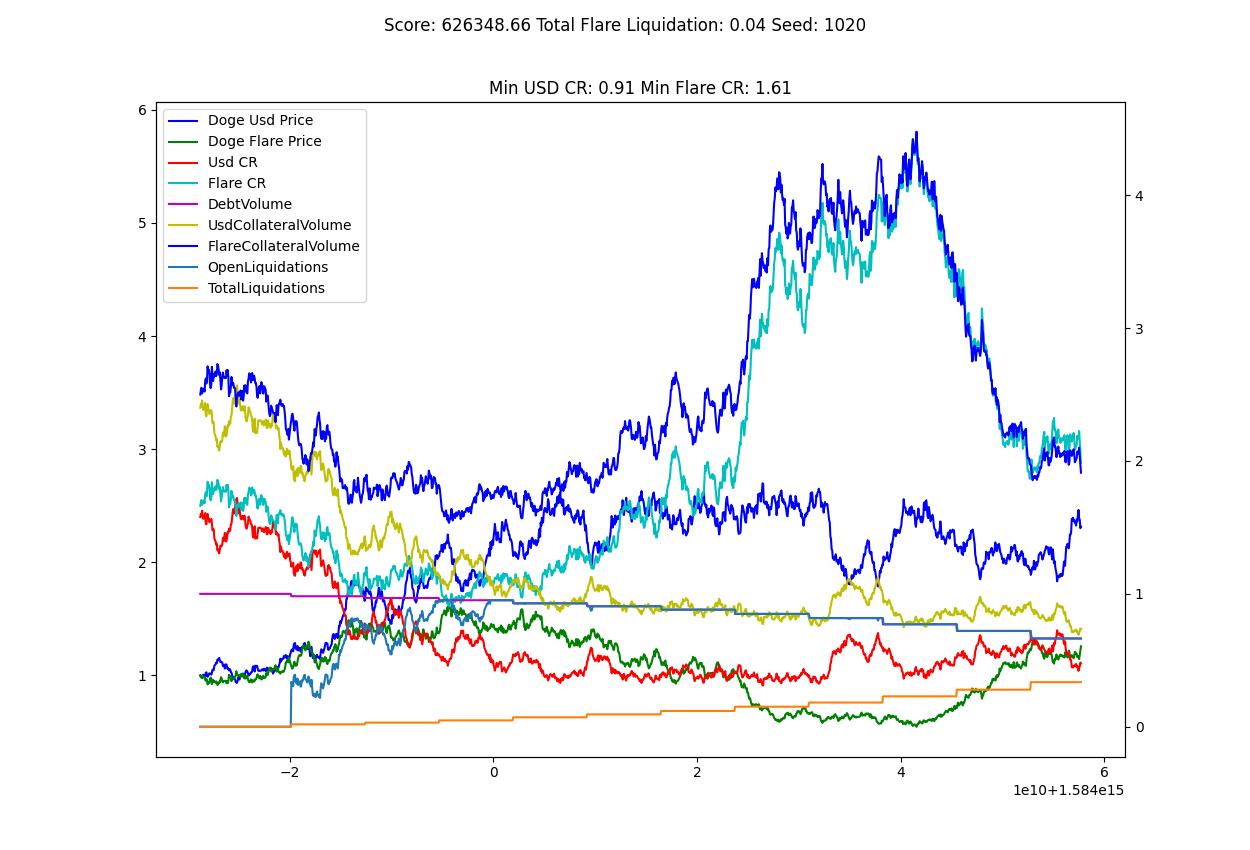 Score: 626348.66 Total Flare Liquidation: 0.04 Seed: 1020
Min USD CR: 0.91 Min Flare CR: 1.61
Doge Usd Price
Doge Flare Price
Usd CR
Flare CR
DebtVolume
UsdCollateralVolume
FlareCollateralVolume
OpenLiquidations
TotalLiquidations
6
5
4
3
2
1
4
3
2
1
0
−2
0
2
4
6
1e10+1.584e15